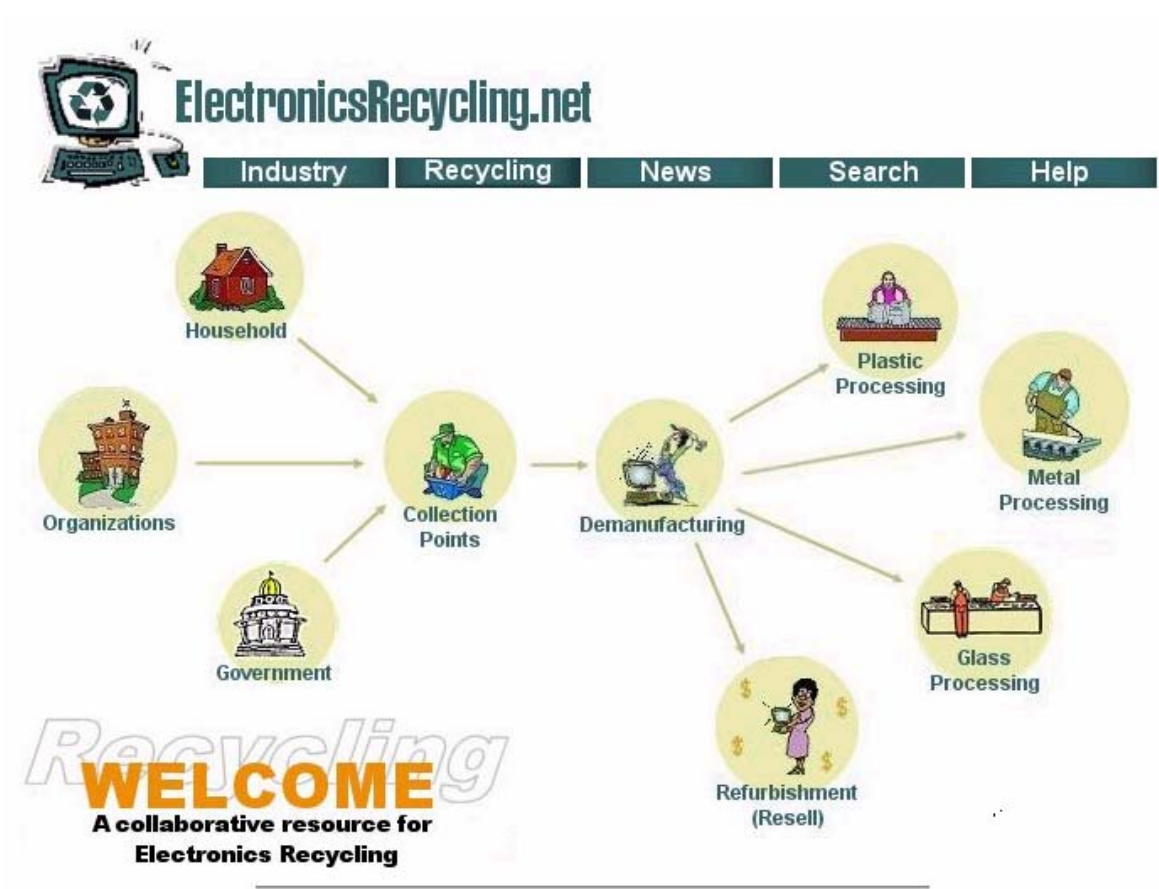 ElectronicsRecycling.net
Industry Recycling News Search Help
Household
Plastic
Processing
Metal
Processing
Organizations
Collection
Points
Demanufacturing
Government
Glass
Processing
Refurbishment
(Resell)
$ $ $ $
Recycling
WELCOME
A collaborative resource for
Electronics Recycling